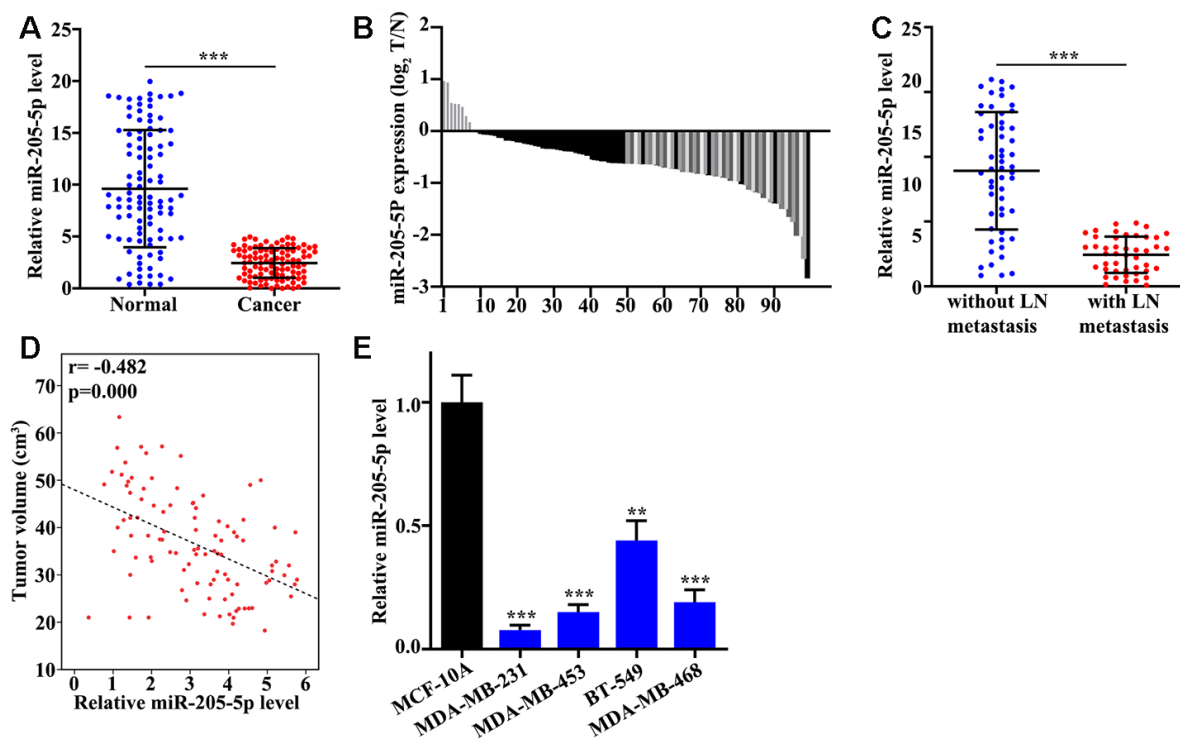 A
Relative miR-205-5p level
25
20
15
10
5
0
***
Normal
Cancer
B
miR-205-5P expression (log2 T/N)
2
1
0
-1
-2
-3
1 10 20 30 40 50 60 70 80 90
C
Relative miR-205-5p level
25
20
15
10
5
0
***
without LN
metastasis
with LN
metastasis
D
r= -0.482
p=0.000
Tumor volume (cm³)
70
60
50
40
30
20
10
0 1 2 3 4 5 6
Relative miR-205-5p level
E
Relative miR-205-5p level
1.0
0.5
0.0
***
***
**
***
MCF-10A
MDA-MB-231
MDA-MB-453
BT-549
MDA-MB-468